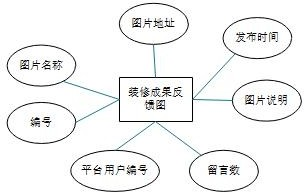 图片地址
发布时间
图片名称
装修成果反
馈图
图片说明
编号
平台用户编号
留言数